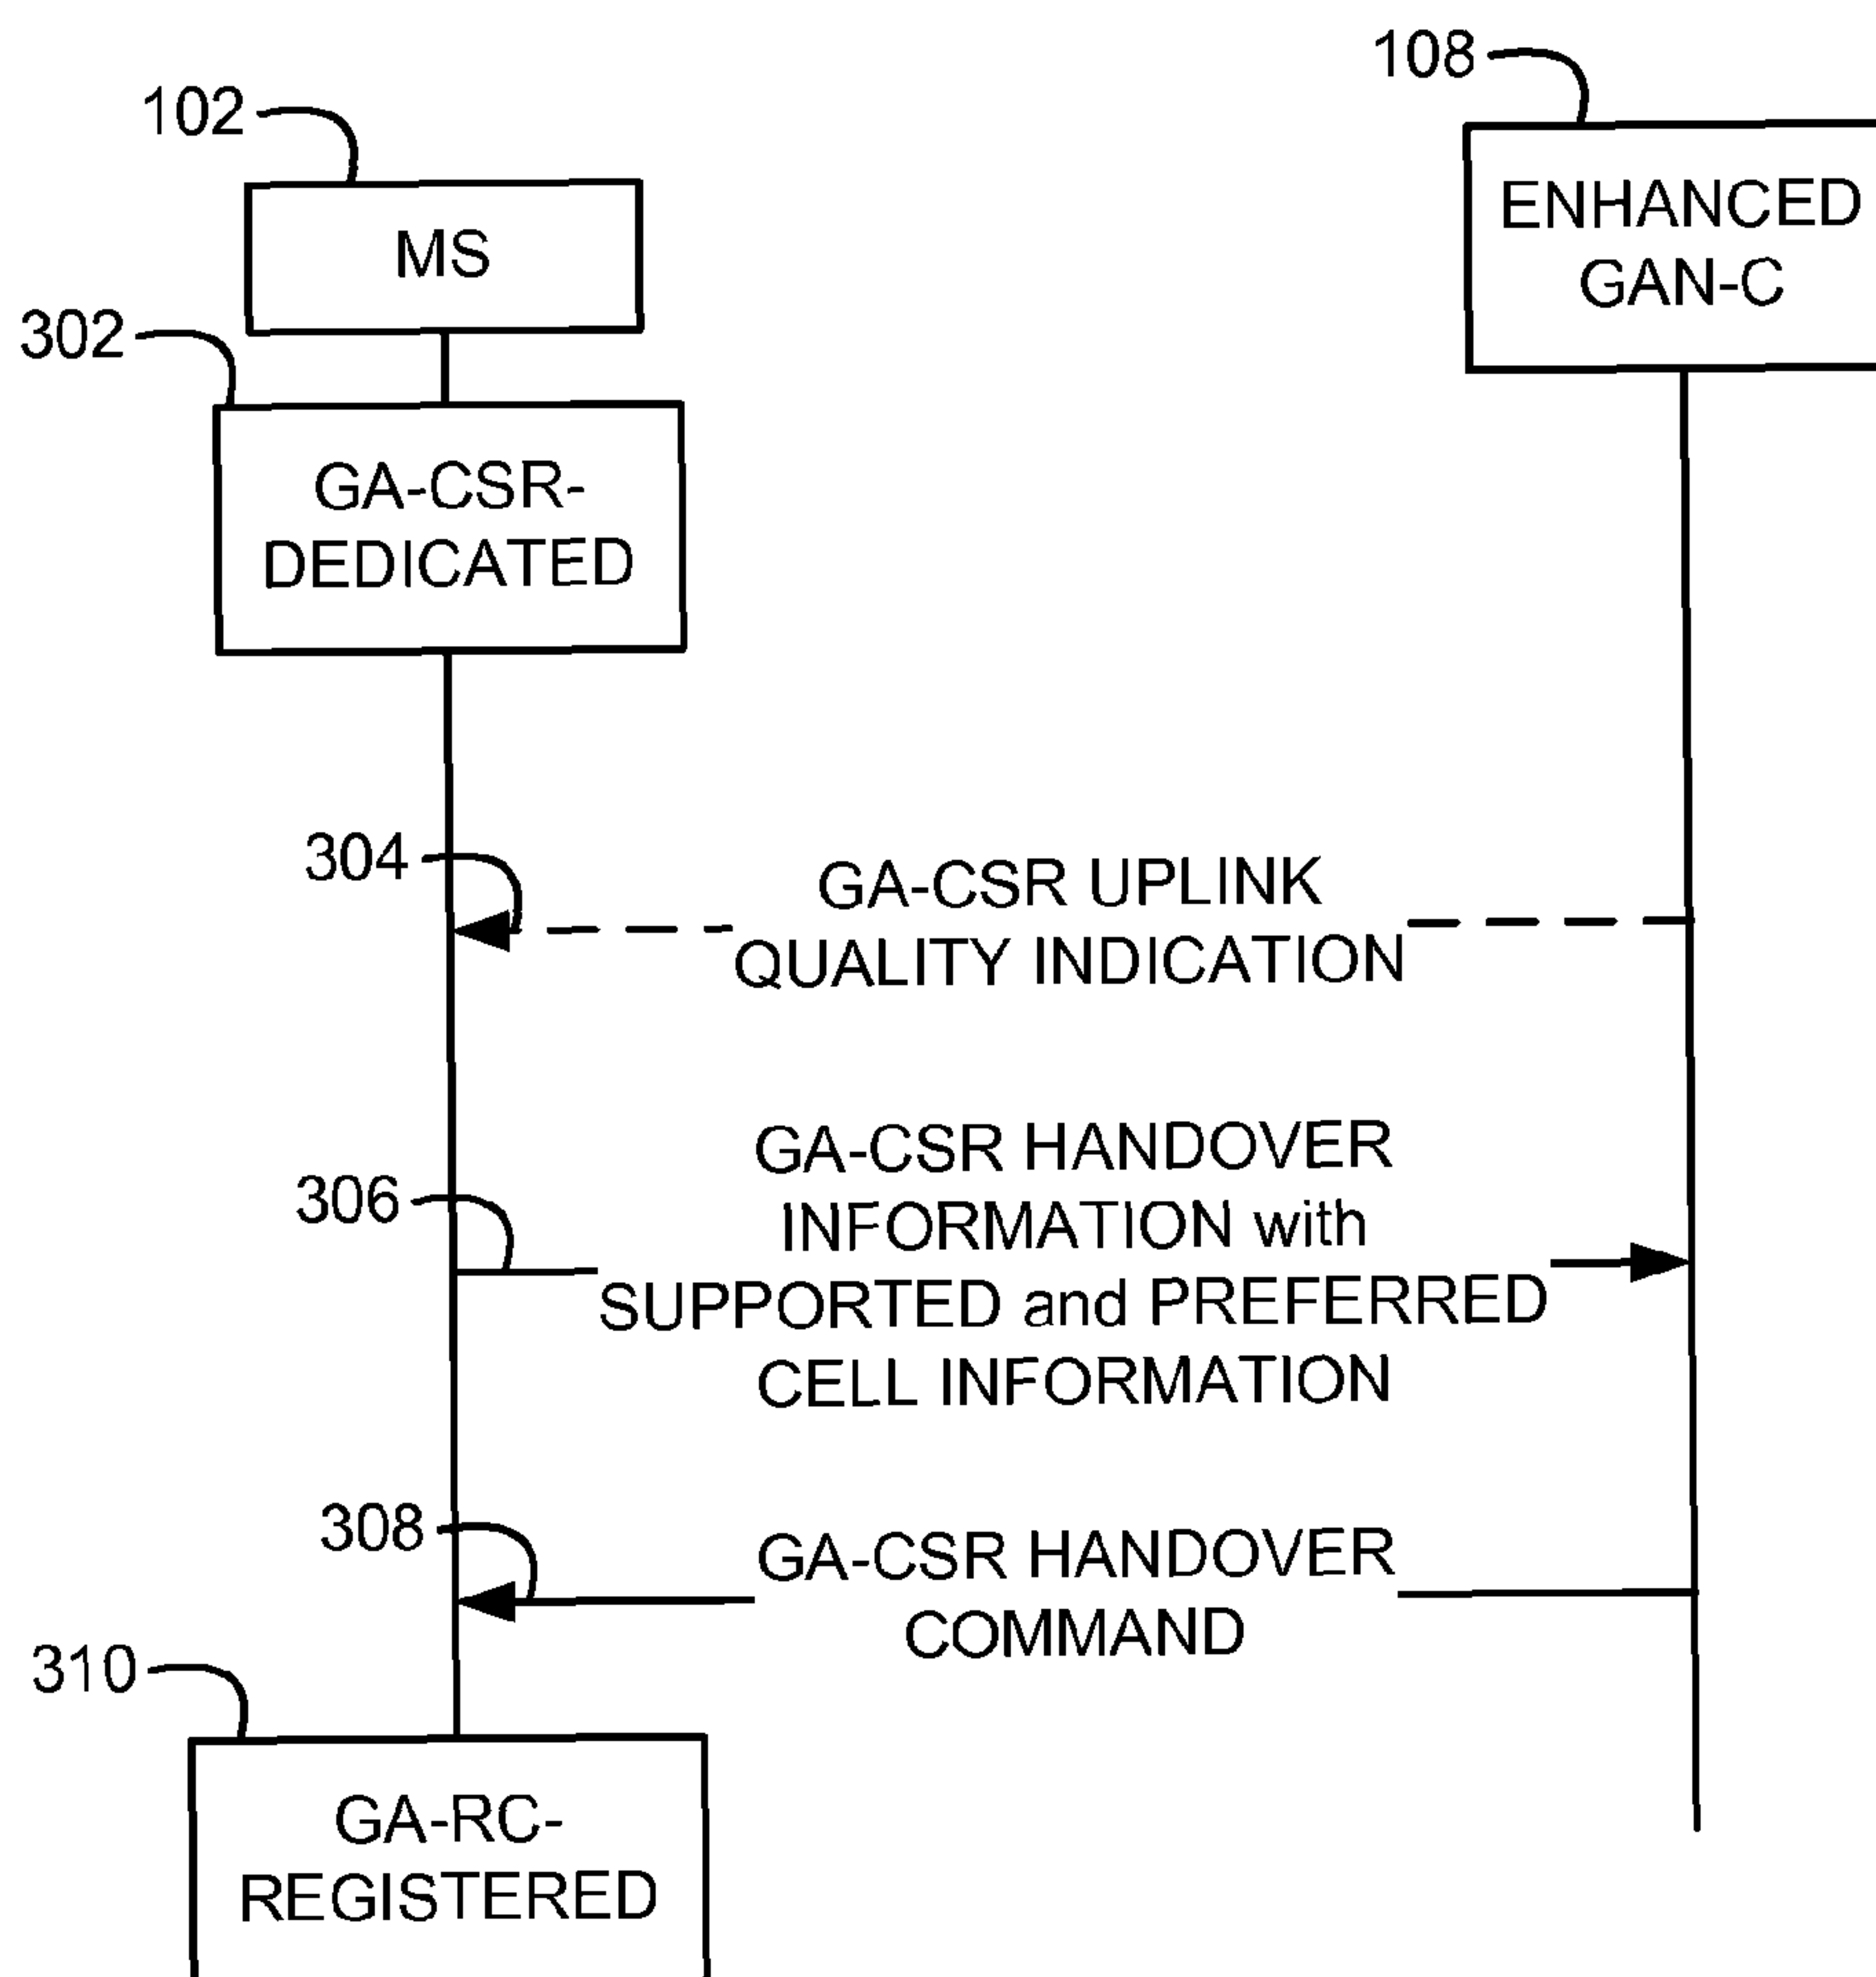 108
102
ENHANCED
GAN-C
MS
302
GA-CSR-
DEDICATED
304
GA-CSR UPLINK
QUALITY INDICATION
306
GA-CSR HANDOVER
INFORMATION with
SUPPORTED and PREFERRED
CELL INFORMATION
308
GA-CSR HANDOVER
COMMAND
310
GA-RC-
REGISTERED